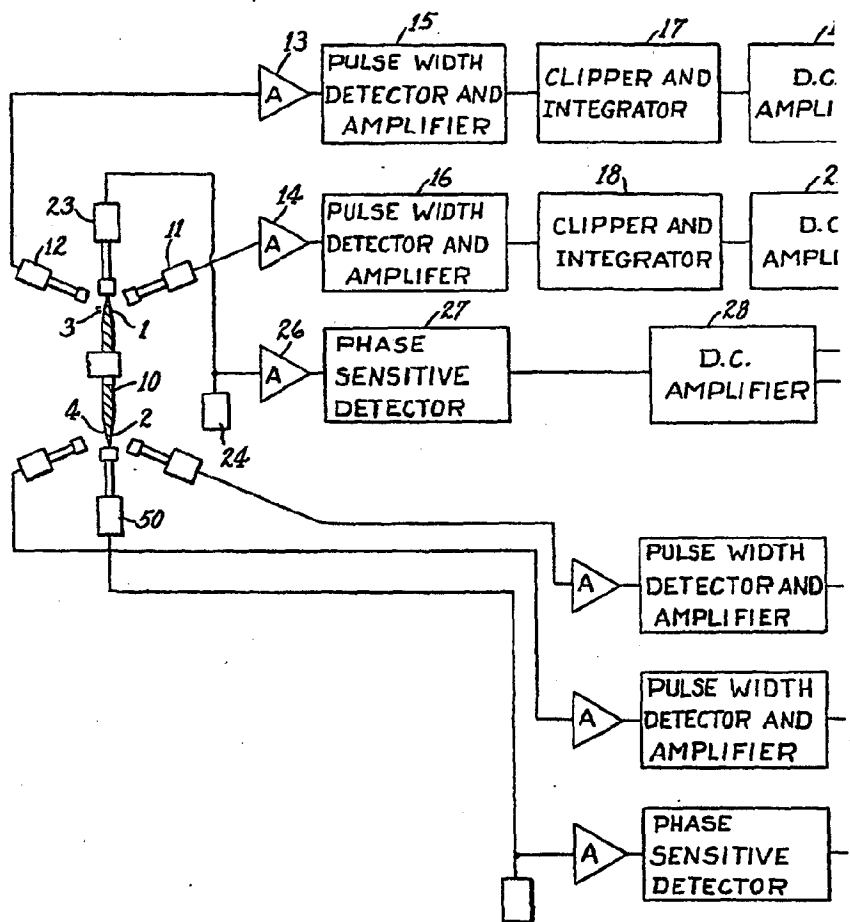 15
17
13
PULSE WIDTH
DETECTOR AND
AMPLIFIER
CLIPPER AND
INTEGRATOR
D.C.
AMPLI
A
16
18
23
14
11
12
PULSE WIDTH
DETECTOR AND
AMPLIFER
CLIPPER AND
INTEGRATOR
D.C
AMPLI
A
3
1
26
27
28
PHASE
SENSITIVE
DETECTOR
D.C.
AMPLIFIER
A
10
4
2
24
50
PULSE WIDTH
DETECTOR AND
AMPLIFIER
A
PULSE WIDTH
DETECTOR AND
AMPLIFIER
A
PHASE
SENSITIVE
DETECTOR
A